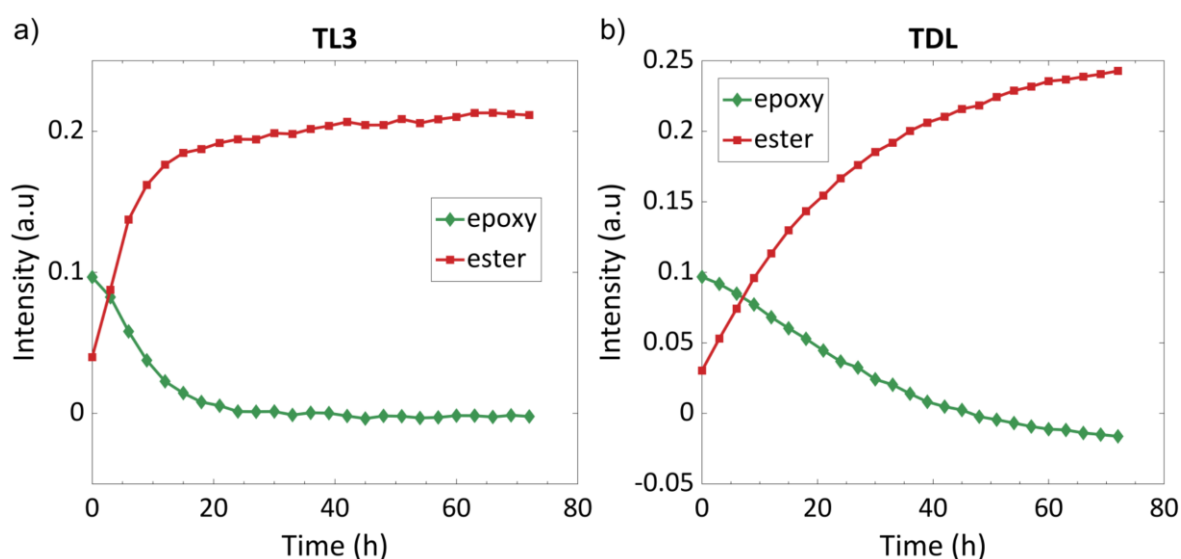 a)
TL3
Intensity (a.u)
0.2
0.1
0
epoxy
ester
0
20
40
60
80
Time (h)
b)
TDL
Intensity (a.u)
0.25
0.2
0.15
0.1
0.05
0
-0.05
epoxy
ester
0
20
40
60
80
Time (h)